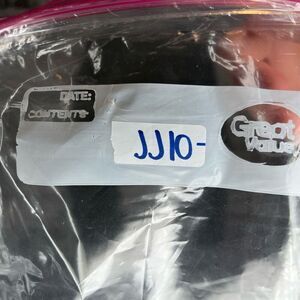 DATE:
CONTENTS
JJ10-
Great
Value